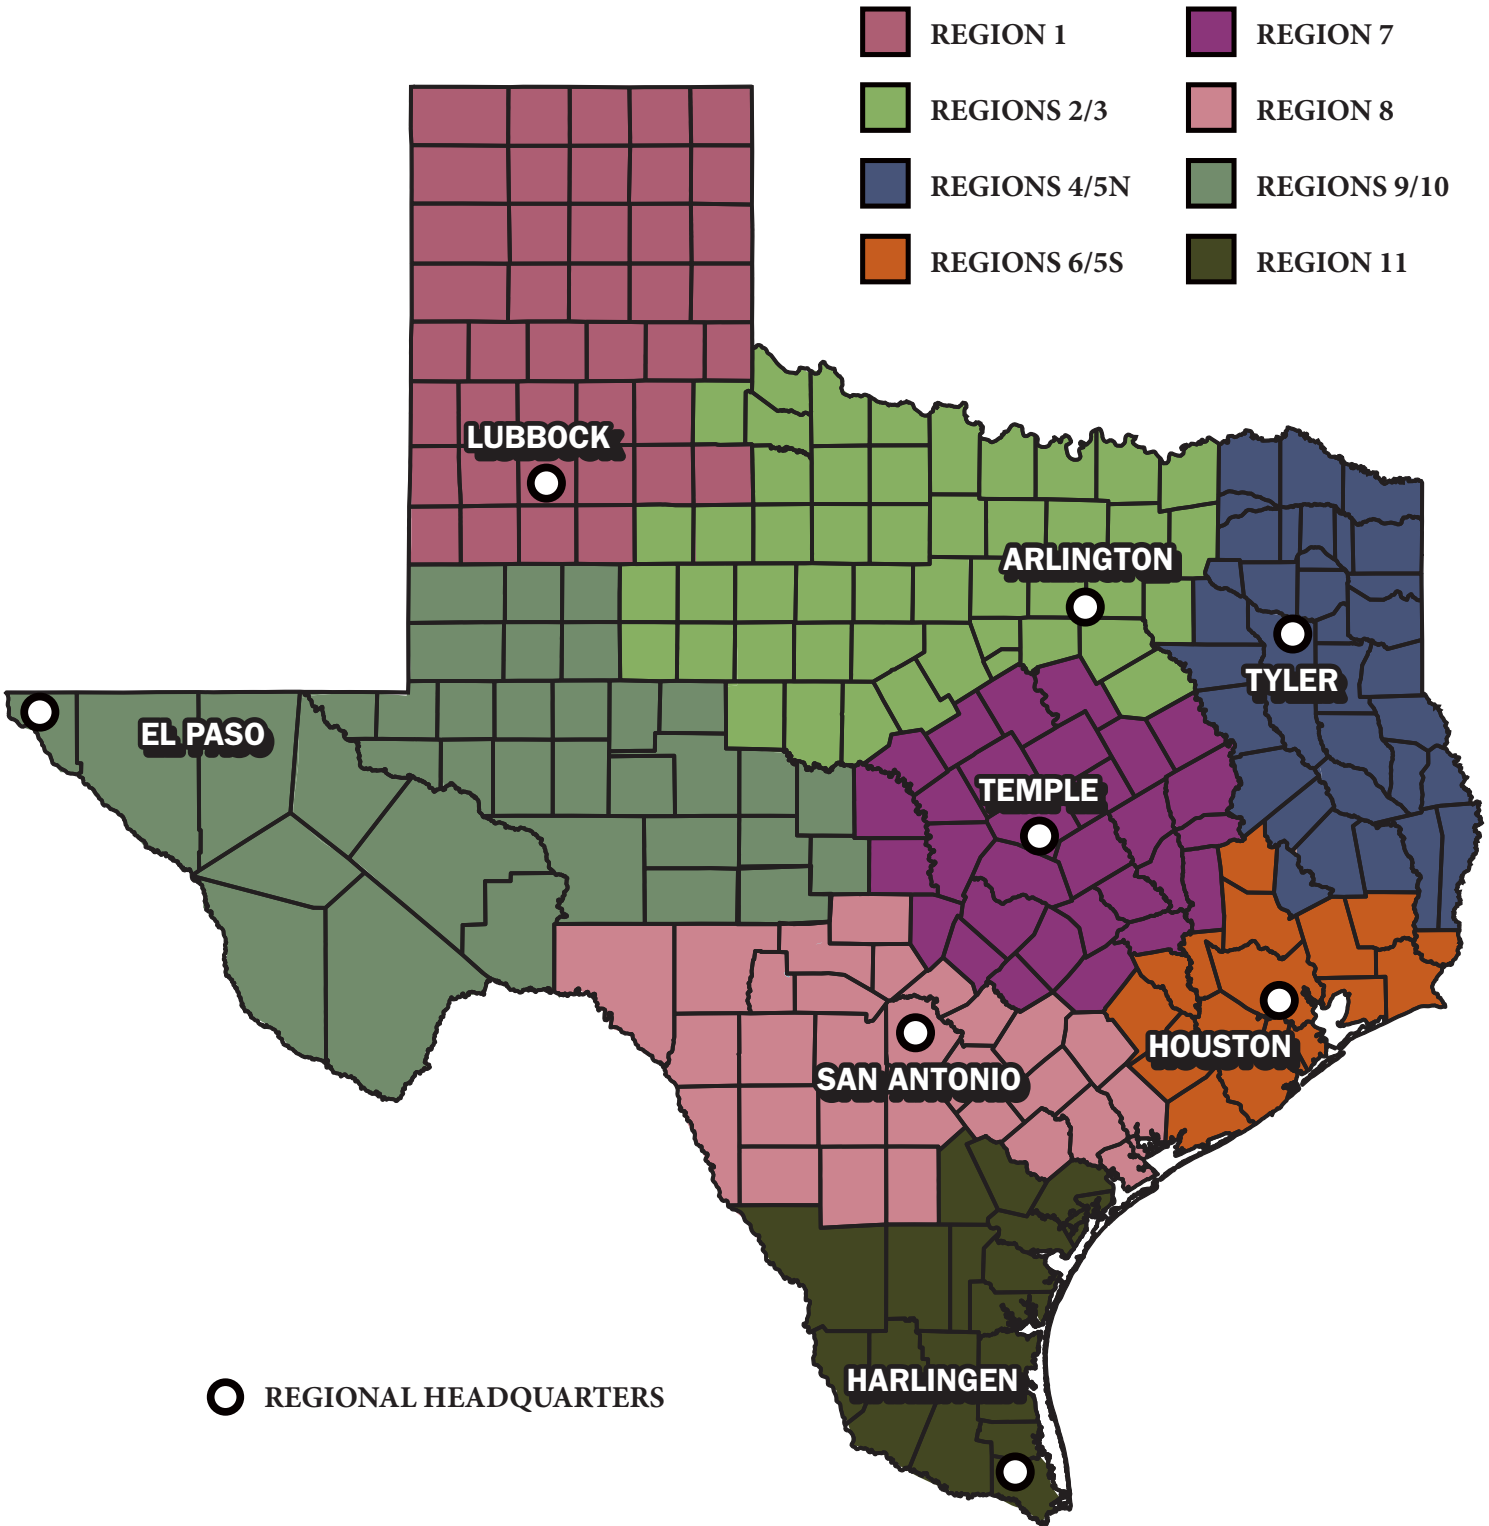 REGION 1
REGION 7
REGIONS 2/3
REGION 8
REGIONS 4/5N
REGIONS 9/10
REGIONS 6/5S
REGION 11
LUBBOCK
ARLINGTON
TYLER
EL PASO
TEMPLE
HOUSTON
SAN ANTONIO
HARLINGEN
REGIONAL HEADQUARTERS